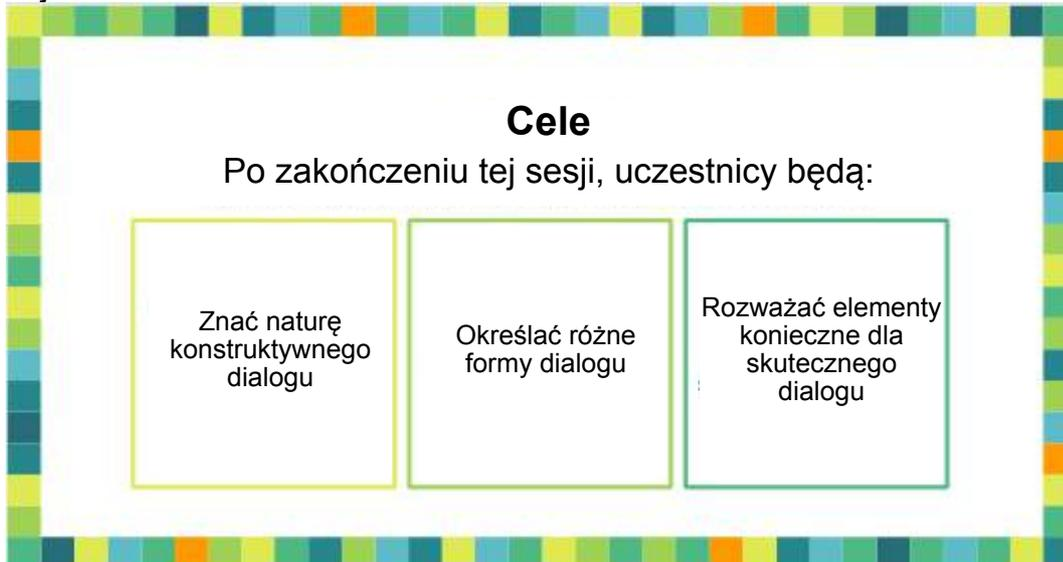 Cele
Po zakończeniu tej sesji, uczestnicy będą:
Znać naturę
konstruktywnego
dialogu
Określać różne
formy dialogu
Rozważać elementy
konieczne dla
skutecznego
dialogu